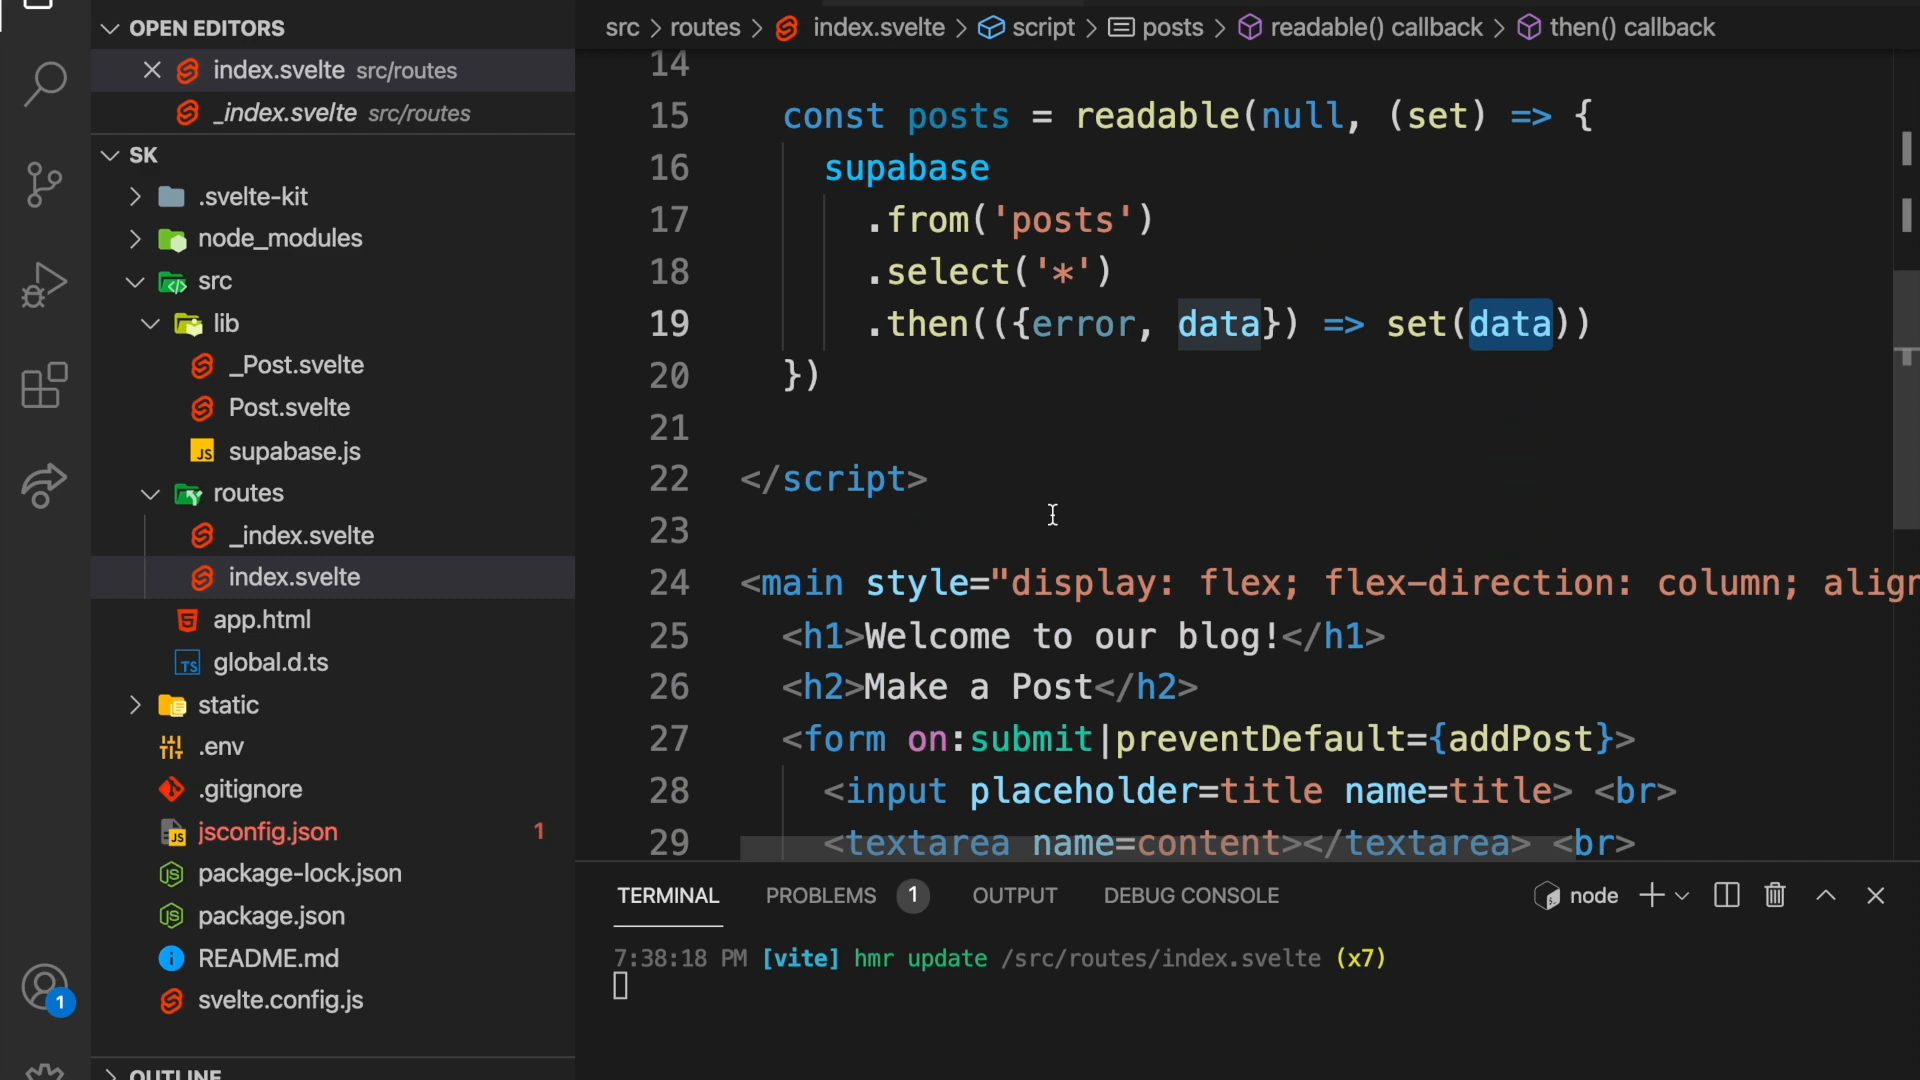 OPEN EDITORS
index.svelte src/routes
_index.svelte src/routes
SK
.svelte-kit
node_modules
src
lib
_Post.svelte
Post.svelte
JS supabase.js
routes
_index.svelte
index.svelte
app.html
TS global.d.ts
static
.env
.gitignore
JS jsconfig.json 1
package-lock.json
package.json
README.md
svelte.config.js
OUTLINE
1
src > routes > index.svelte > script > posts > readable() callback > then() callback
14
15 const posts = readable(null, (set) => {
16 supabase
17 .from('posts')
18 .select('*')
19 .then(({error, data}) => set(data))
20 })
21
22 </script>
23
24 <main style="display: flex; flex-direction: column; align
25 <h1>Welcome to our blog!</h1>
26 <h2>Make a Post</h2>
27 <form on:submit|preventDefault={addPost}>
28 <input placeholder=title name=title> <br>
29 <textarea name=content></textarea> <br>
TERMINAL PROBLEMS 1 OUTPUT DEBUG CONSOLE node
7:38:18 PM [vite] hmr update /src/routes/index.svelte (x7)